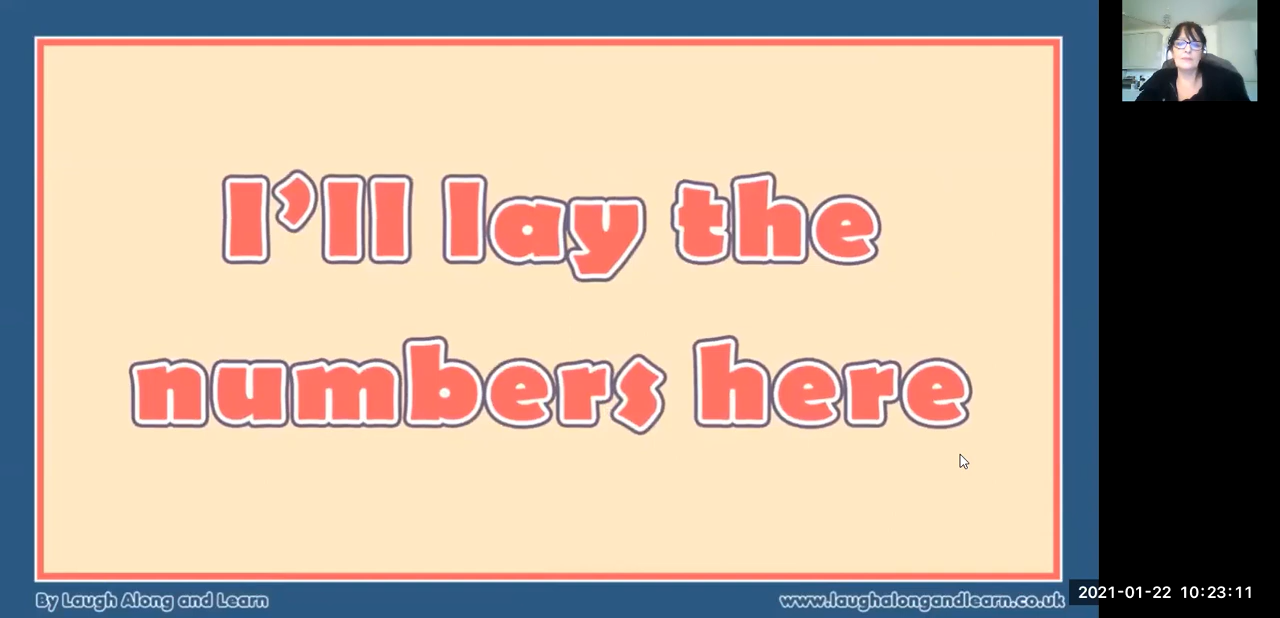 I’ll lay the
numbers here
By Laugh Along and Learn
www.laughalongandlearn.co.uk
2021-01-22 10:23:11